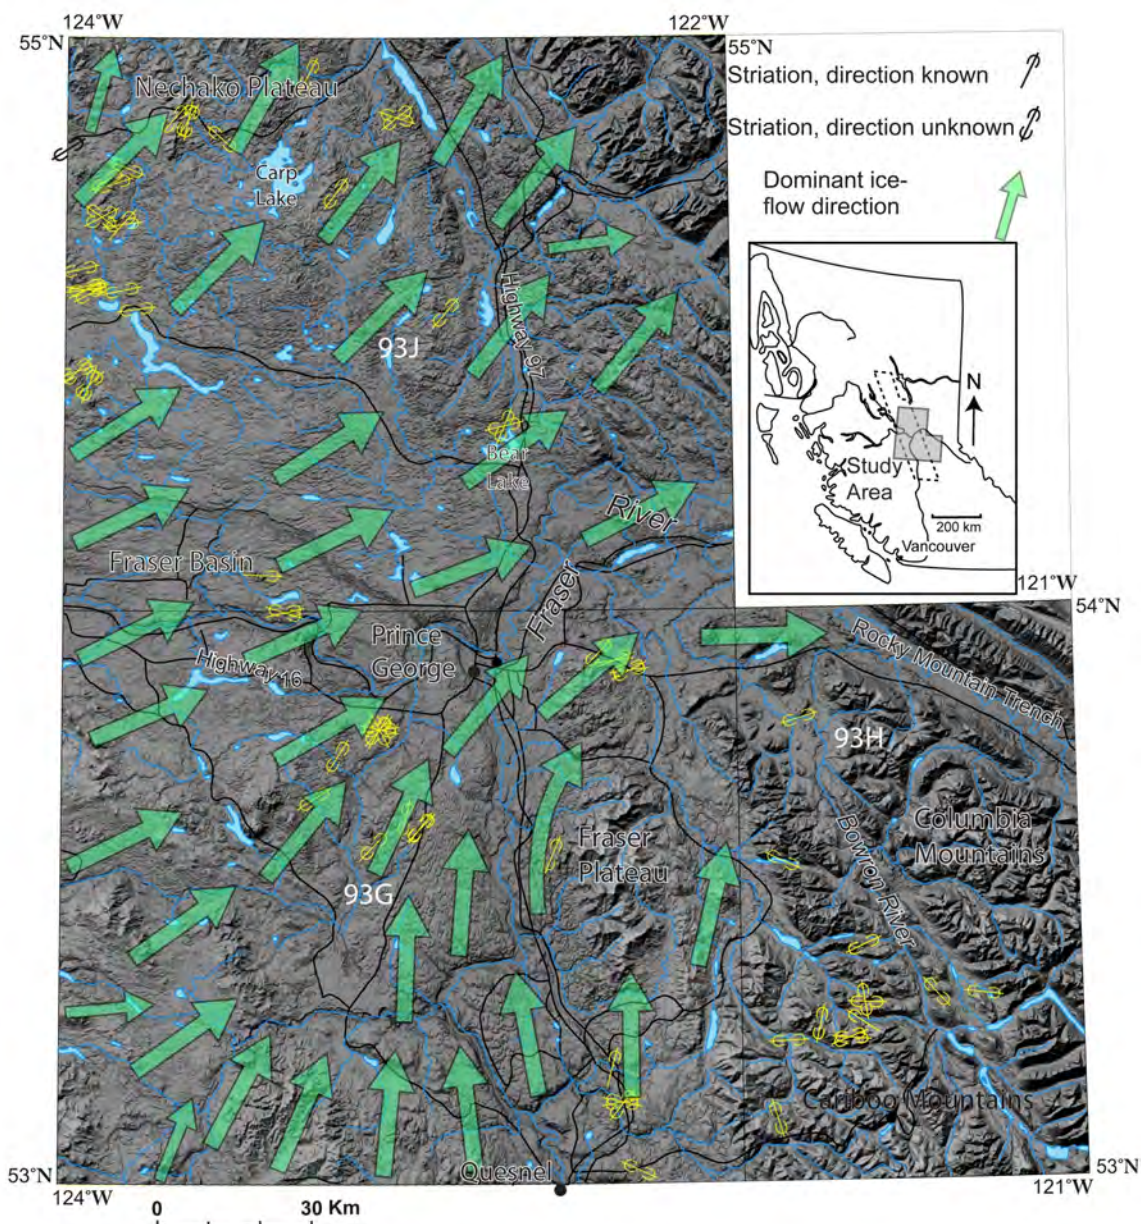 124°W
122°W
55°N
55°N
Striation, direction known
Nechako Plateau
Striation, direction unknown
Carp
Lake
Dominant ice-
flow direction
Highway 97
93J
N
Bear
Lake
Study
Area
200 km
Vancouver
River
Fraser Basin
Fraser
121°W
54°N
Prince
George
Highway 16
Rocky Mountain Trench
93H
Columbia
Mountains
Fraser
Plateau
Bowron River
93G
Cariboo Mountains
Quesnel
53°N
53°N
124°W
121°W
0
30 Km